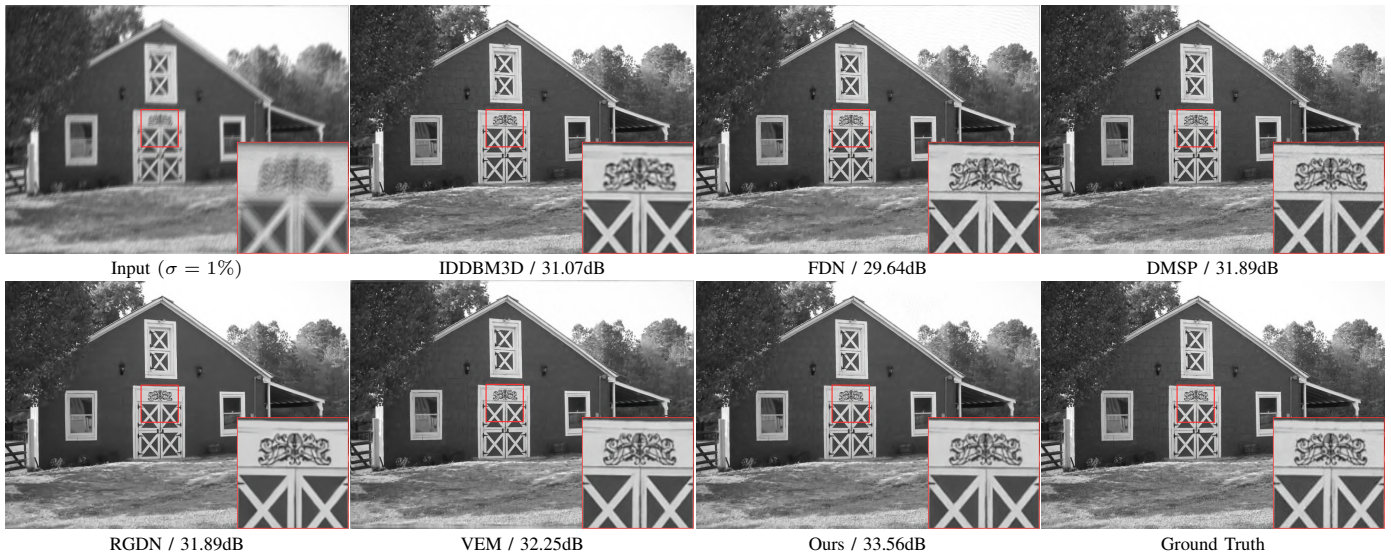 Input (σ = 1%)
IDDBM3D / 31.07dB
FDN / 29.64dB
DMSP / 31.89dB
RGDN / 31.89dB
VEM / 32.25dB
Ours / 33.56dB
Ground Truth